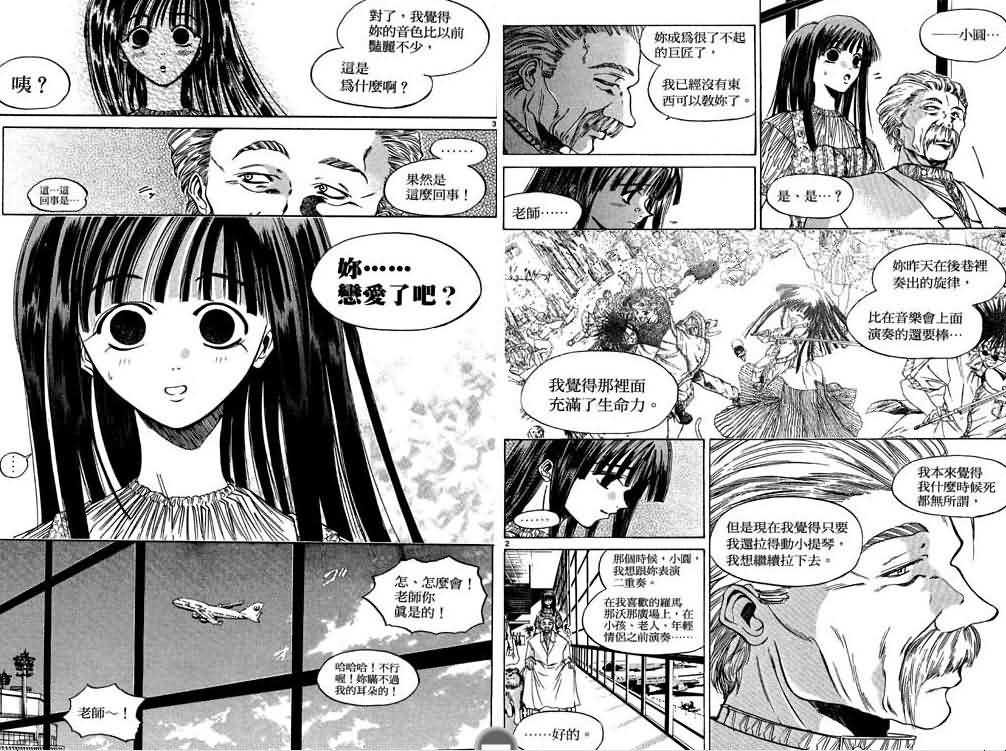 ——小圓…
是、是…？
妳成爲很了不起
的巨匠了，
我已經沒有東
西可以敎妳了。
老師……
妳昨天在後巷裡
奏出的旋律，
比在音樂會上面
演奏的還要棒…
我覺得那裡面
充滿了生命力。
我本來覺得
我什麼時候死
都無所謂，
但是現在我覺得只要
我還拉得動小提琴，
我想繼續拉下去。
……
2
那個時候，小圓，
我想跟妳表演
二重奏。
在我喜歡的羅馬
那沃那廣場上，在
小孩、老人、年輕
情侶之前演奏……
……好的。
對了，我覺得
妳的音色比以前
豔麗不少，
這是
爲什麼啊？
咦？
3
……
果然是
這麼回事！
這…這
回事是…
妳……
戀愛了吧？
…
怎、怎麼會！
老師你
眞是的！
哈哈哈！不行
喔！妳瞞不過
我的耳朵的！
老師～！